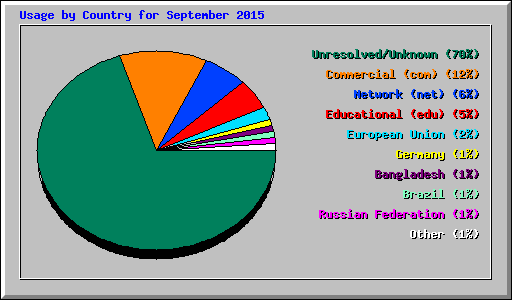 Usage by Country for September 2015
Unresolved/Unknown (70%)
Commercial (com) (12%)
Network (net) (6%)
Educational (edu) (5%)
European Union (2%)
Germany (1%)
Bangladesh (1%)
Brazil (1%)
Russian Federation (1%)
Other (1%)